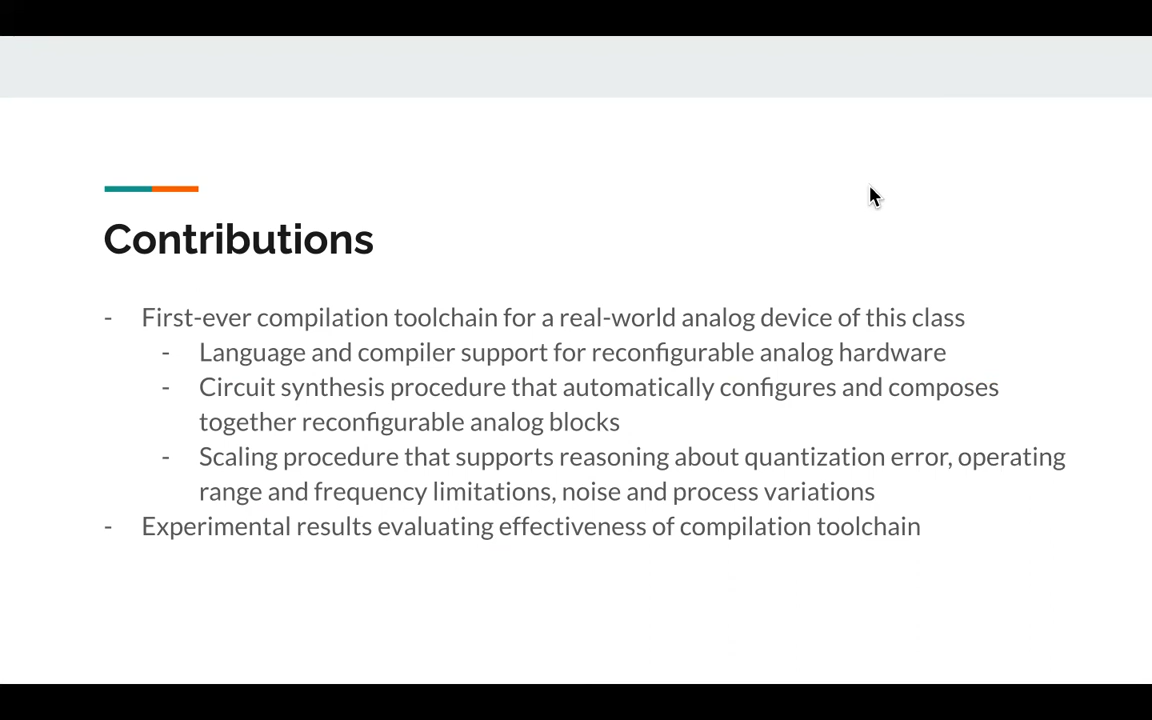 Contributions
- First-ever compilation toolchain for a real-world analog device of this class
- Language and compiler support for reconfigurable analog hardware
- Circuit synthesis procedure that automatically configures and composes
together reconfigurable analog blocks
- Scaling procedure that supports reasoning about quantization error, operating
range and frequency limitations, noise and process variations
- Experimental results evaluating effectiveness of compilation toolchain